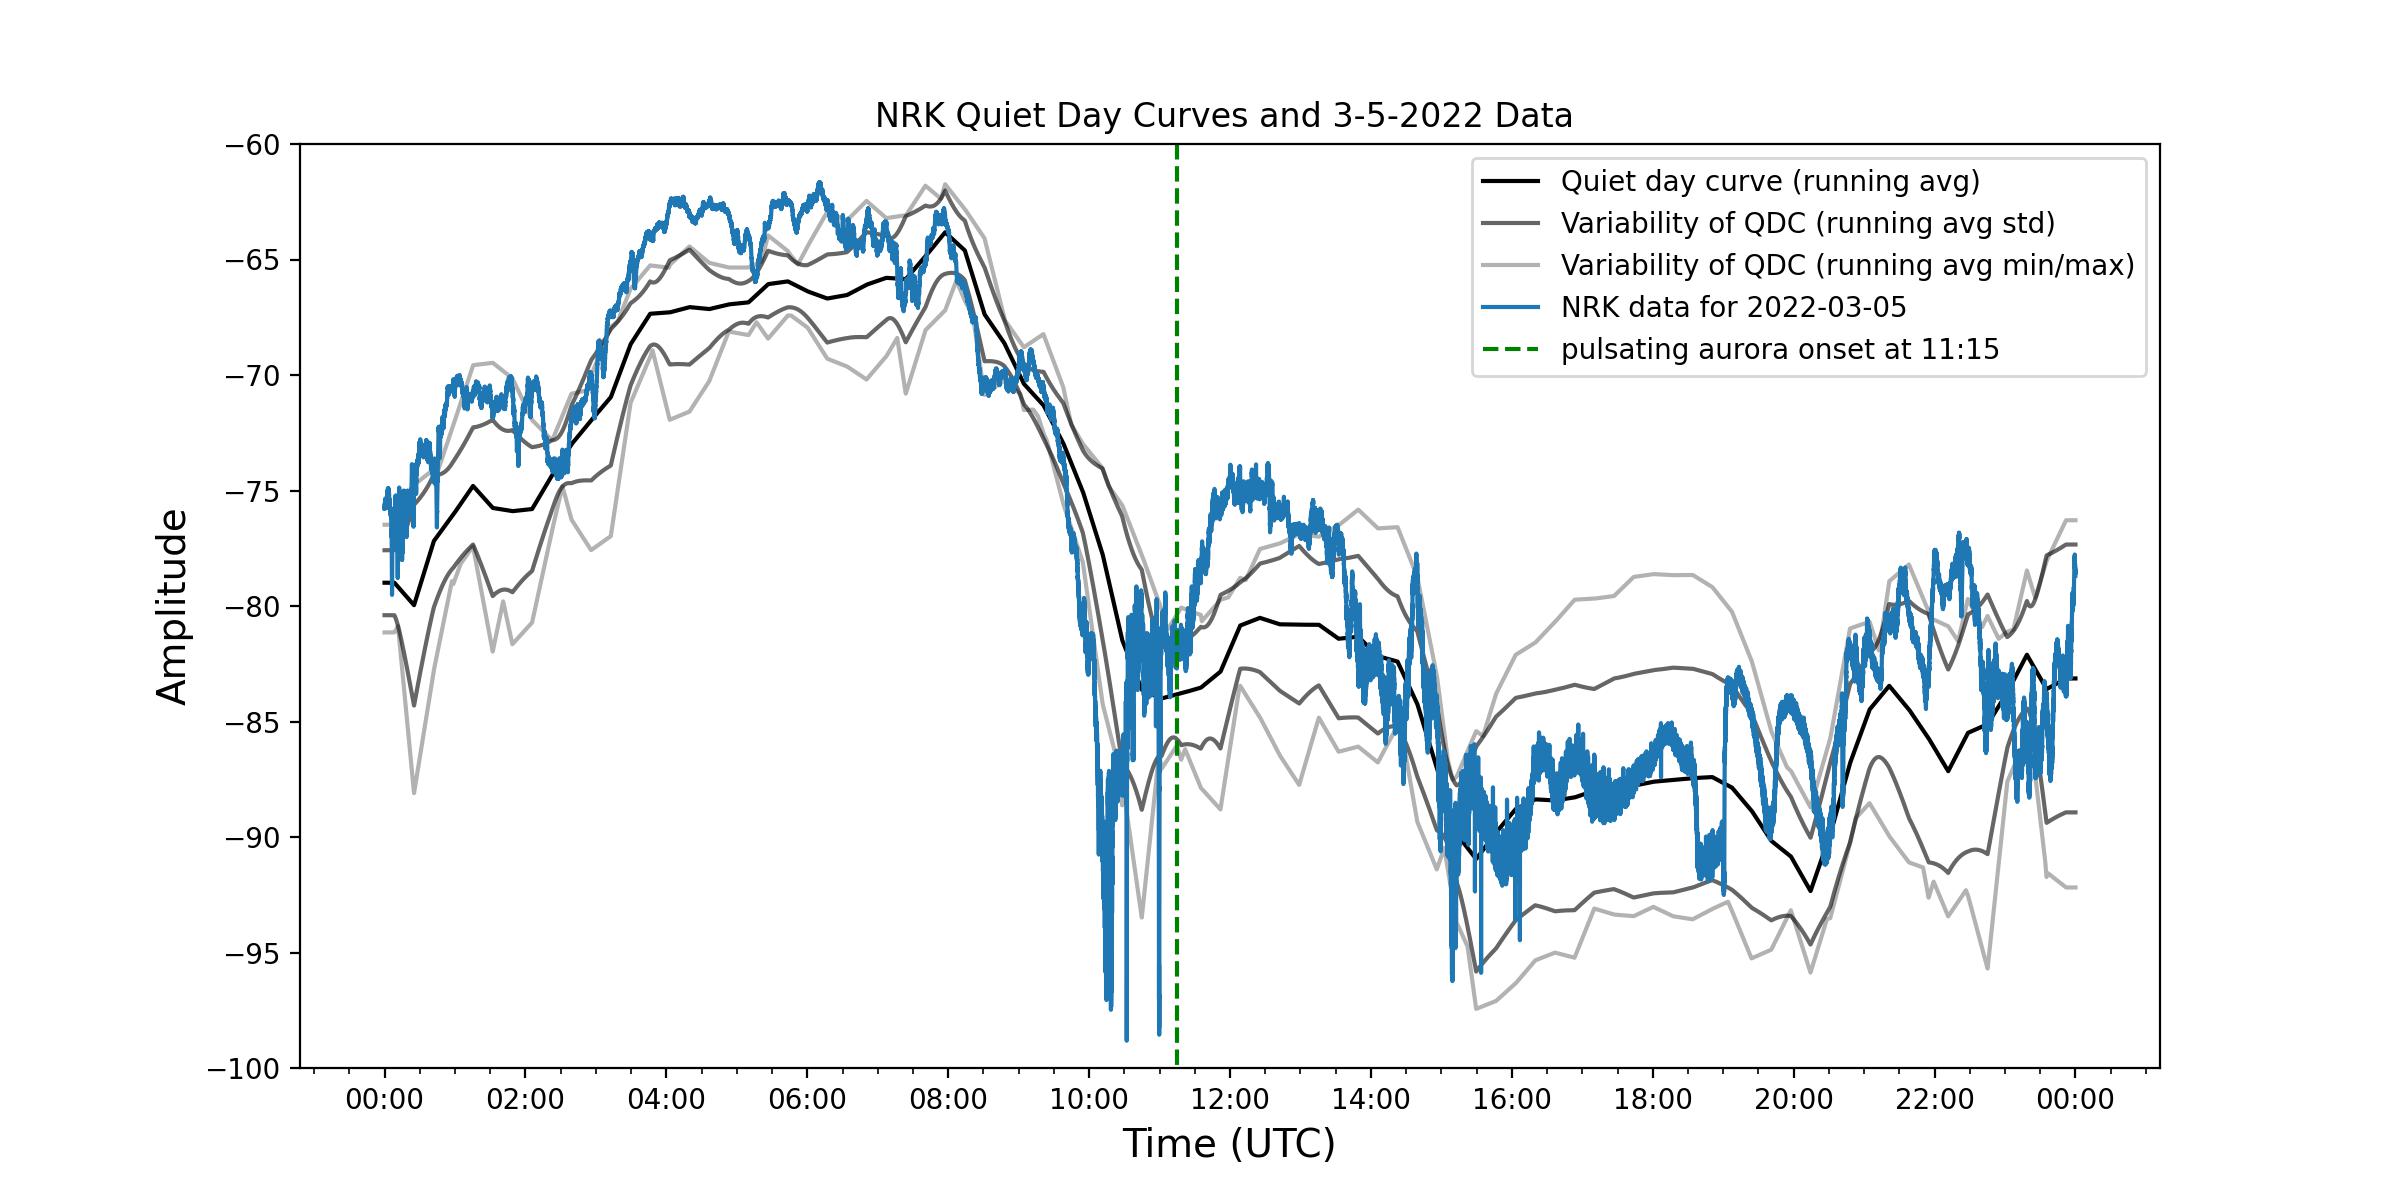 NRK Quiet Day Curves and 3-5-2022 Data
Quiet day curve (running avg)
Variability of QDC (running avg std)
Variability of QDC (running avg min/max)
NRK data for 2022-03-05
pulsating aurora onset at 11:15
Amplitude
−60
−65
−70
−75
−80
−85
−90
−95
−100
00:00 02:00 04:00 06:00 08:00 10:00 12:00 14:00 16:00 18:00 20:00 22:00 00:00
Time (UTC)